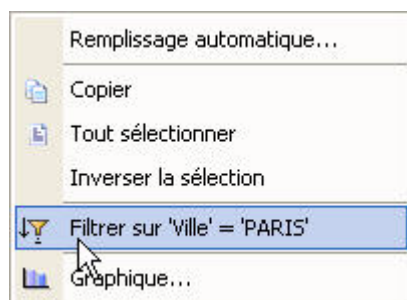 Remplissage automatique...
Copier
Tout sélectionner
Inverser la sélection
Filtrer sur 'Ville' = 'PARIS'
Graphique...